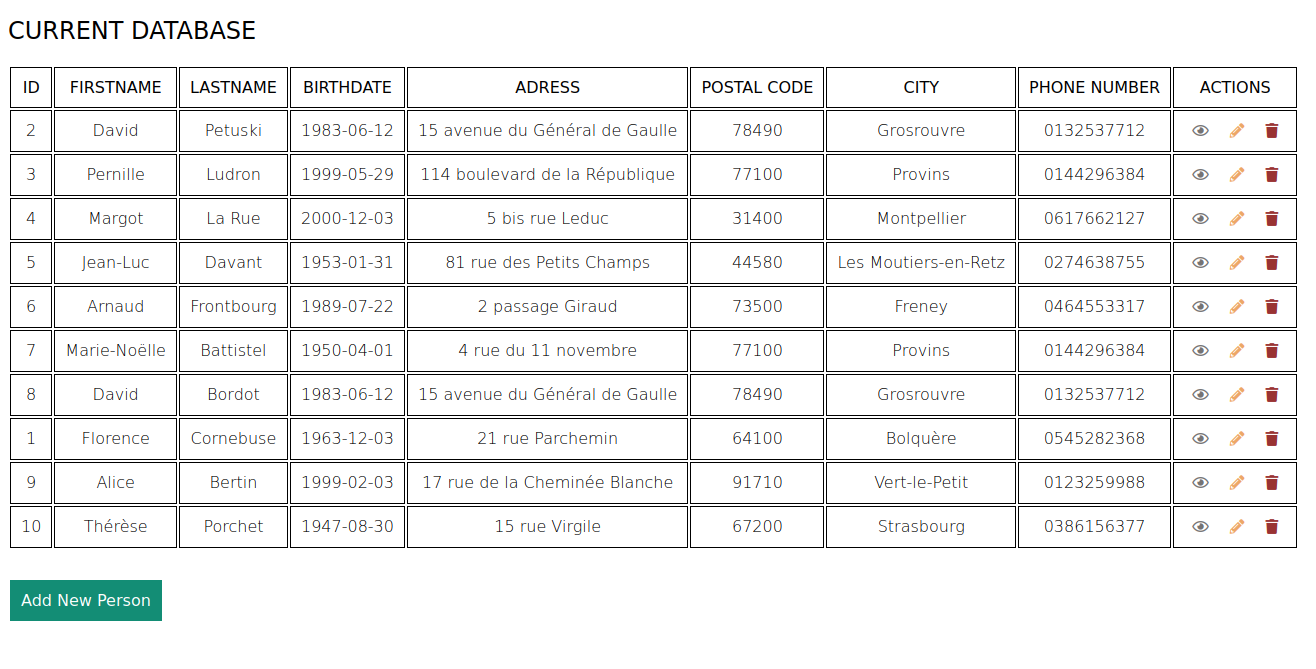 CURRENT DATABASE
ID FIRSTNAME LASTNAME BIRTHDATE ADRESS POSTAL CODE CITY PHONE NUMBER ACTIONS
2 David Petuski 1983-06-12 15 avenue du Général de Gaulle 78490 Grosrouvre 0132537712
3 Pernille Ludron 1999-05-29 114 boulevard de la République 77100 Provins 0144296384
4 Margot La Rue 2000-12-03 5 bis rue Leduc 31400 Montpellier 0617662127
5 Jean-Luc Davant 1953-01-31 81 rue des Petits Champs 44580 Les Moutiers-en-Retz 0274638755
6 Arnaud Frontbourg 1989-07-22 2 passage Giraud 73500 Freney 0464553317
7 Marie-Noëlle Battistel 1950-04-01 4 rue du 11 novembre 77100 Provins 0144296384
8 David Bordot 1983-06-12 15 avenue du Général de Gaulle 78490 Grosrouvre 0132537712
1 Florence Cornebuse 1963-12-03 21 rue Parchemin 64100 Bolquère 0545282368
9 Alice Bertin 1999-02-03 17 rue de la Cheminée Blanche 91710 Vert-le-Petit 0123259988
10 Thérèse Porchet 1947-08-30 15 rue Virgile 67200 Strasbourg 0386156377
Add New Person